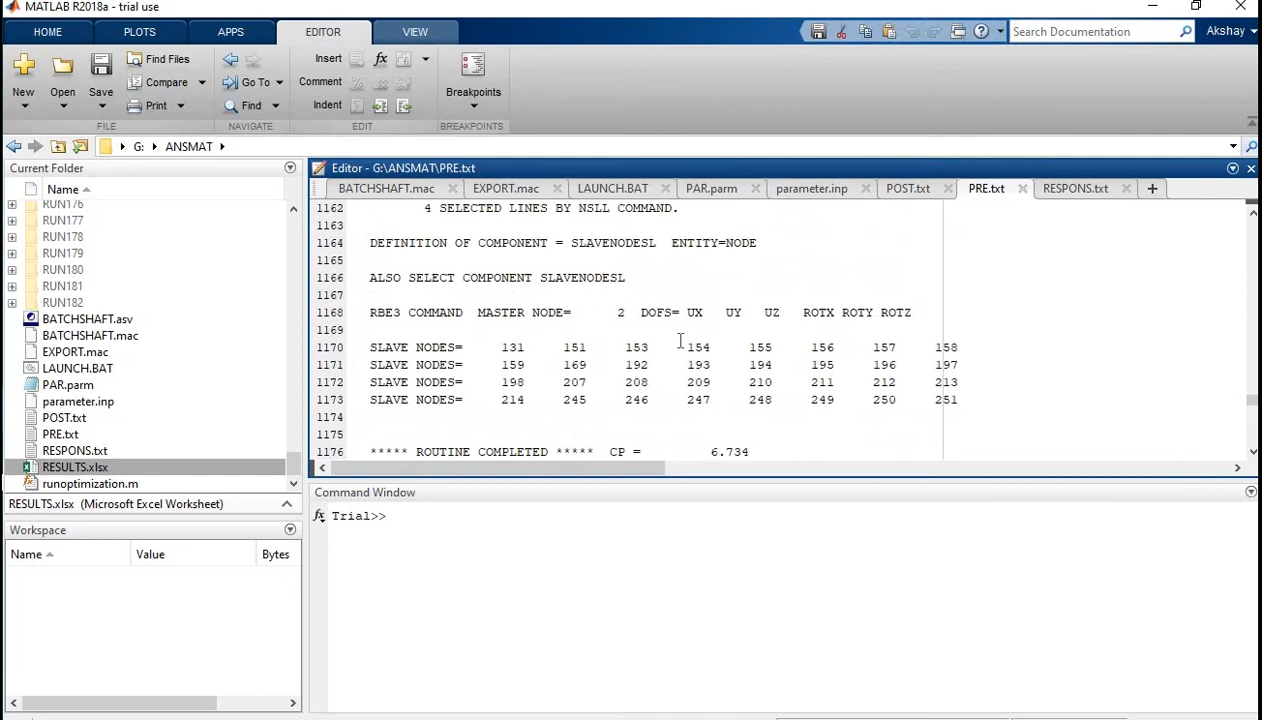 MATLAB R2018a - trial use
HOME PLOTS APPS EDITOR VIEW Search Documentation Akshay
New Open Save Find Files Compare Print Go To Find Insert Comment Indent fx Breakpoints
FILE NAVIGATE EDIT BREAKPOINTS
G: ANSMAT
Current Folder
Name
RUN176
RUN177
RUN178
RUN179
RUN180
RUN181
RUN182
BATCHSHAFT.asv
BATCHSHAFT.mac
EXPORT.mac
LAUNCH.BAT
PAR.parm
parameter.inp
POST.txt
PRE.txt
RESPONS.txt
RESULTS.xlsx
runoptimization.m
RESULTS.xlsx (Microsoft Excel Worksheet)
Workspace
Name Value Bytes
Editor - G:\ANSMAT\PRE.txt
BATCHSHAFT.mac EXPORT.mac LAUNCH.BAT PAR.parm parameter.inp POST.txt PRE.txt RESPONS.txt
1162 4 SELECTED LINES BY NSLL COMMAND.
1163
1164 DEFINITION OF COMPONENT = SLAVENODESL ENTITY=NODE
1165
1166 ALSO SELECT COMPONENT SLAVENODESL
1167
1168 RBE3 COMMAND MASTER NODE= 2 DOFS= UX UY UZ ROTX ROTY ROTZ
1169
1170 SLAVE NODES= 131 151 153 154 155 156 157 158
1171 SLAVE NODES= 159 169 192 193 194 195 196 197
1172 SLAVE NODES= 198 207 208 209 210 211 212 213
1173 SLAVE NODES= 214 245 246 247 248 249 250 251
1174
1175
1176 ***** ROUTINE COMPLETED ***** CP = 6.734
Command Window
fx Trial>>